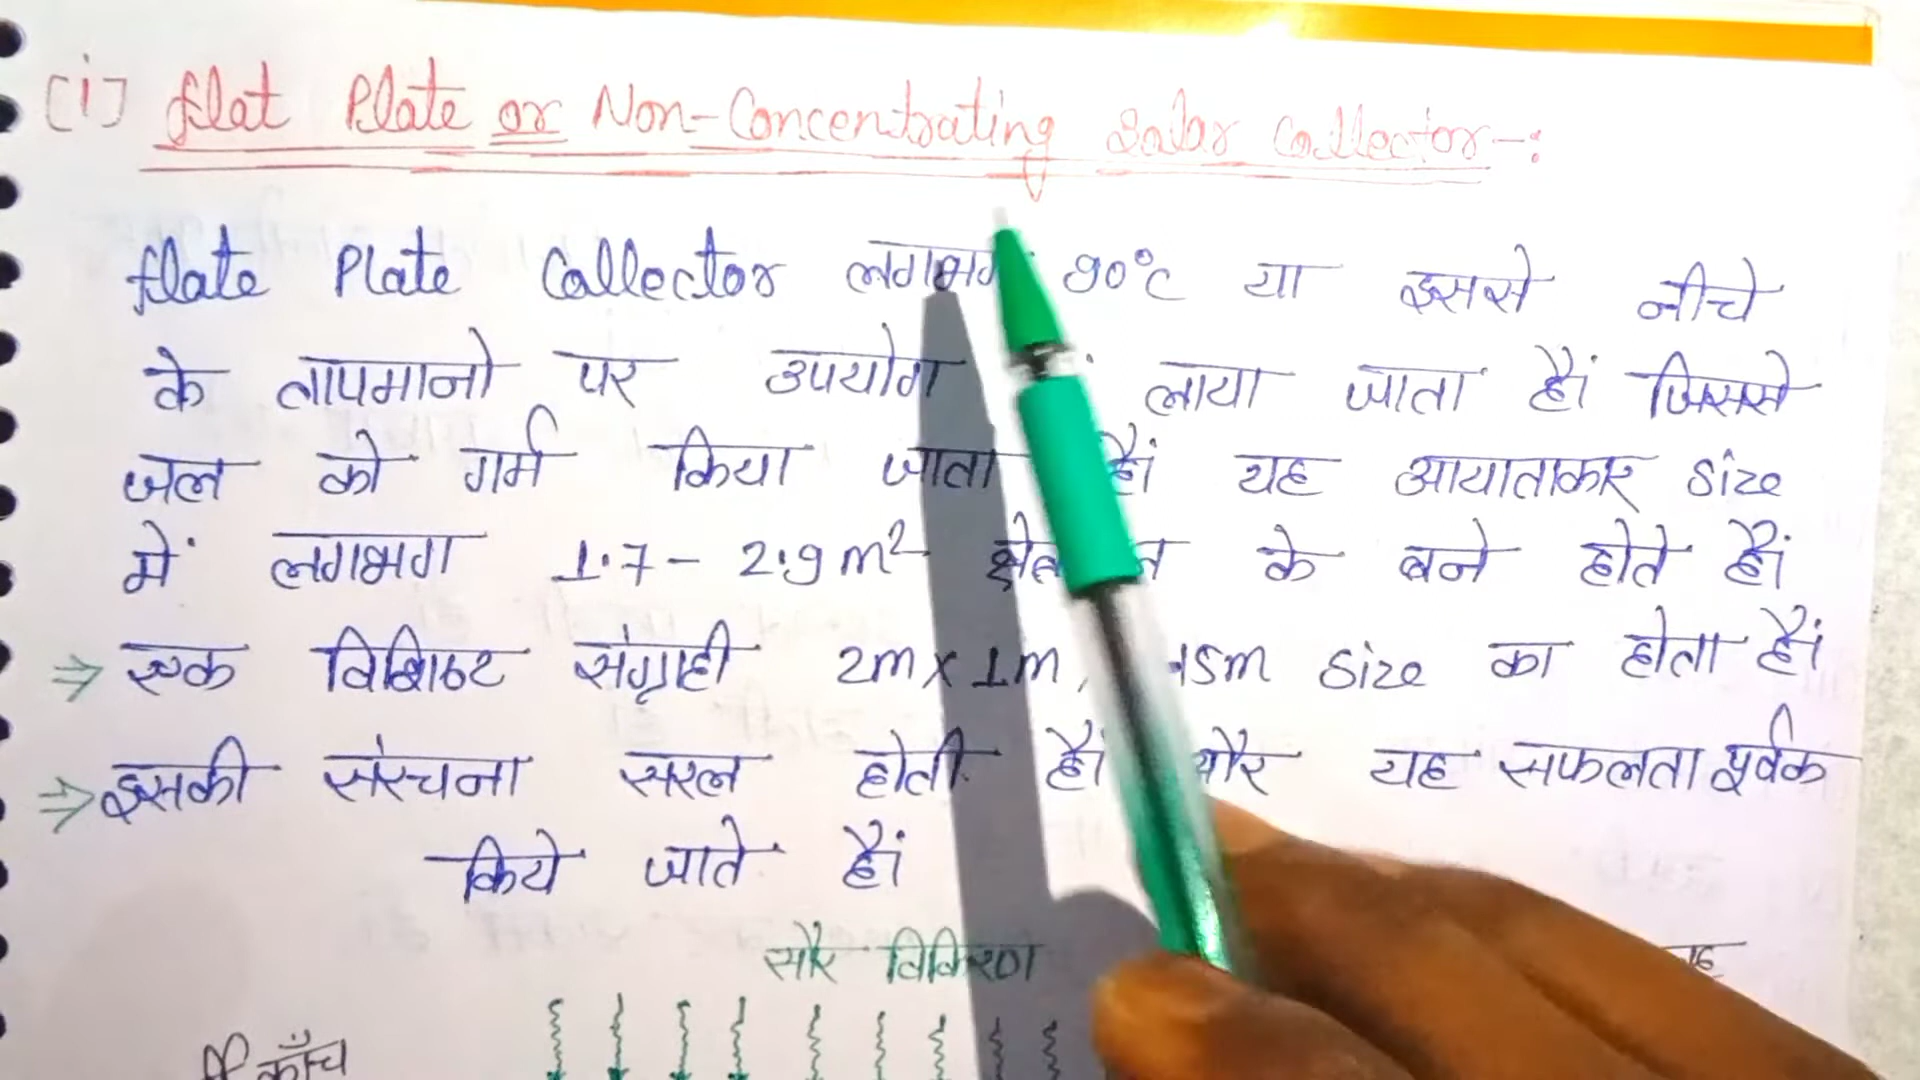 (i) Flat Plate or Non-Concentrating Solar Collector-:
flate Plate Collector लगभग 90°c या इससे नीचे
के तापमानो पर उपयोग लाया जाता हैं जिससे
जल को गर्म किया जाता हैं यह आयाताकार size
में लगभग 1.7 - 2.9 m² के बने होते हैं
⇒ एक विशिष्ट संग्राही 2m x 1m, 15m size का होता हैं
⇒ इसकी संरचना सरल होती हैं और यह सफलता पूर्वक
किये जाते हैं
सौर विकिरण
काँच